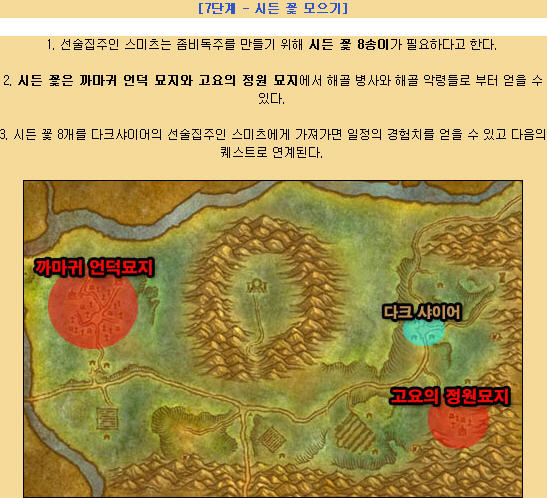 [7단계 - 시든 꽃 모으기]
1. 선술집주인 스미츠는 좀비독주를 만들기 위해 시든 꽃 8송이가 필요하다고 한다.
2. 시든 꽃은 까마귀 언덕 묘지와 고요의 정원 묘지에서 해골 병사와 해골 악령들로 부터 얻을 수
있다.
3. 시든 꽃 8개를 다크샤이어의 선술집주인 스미츠에게 가져가면 일정의 경험치를 얻을 수 있고 다음의
퀘스트로 연계된다.
까마귀 언덕묘지
다크 샤이어
고요의 정원묘지